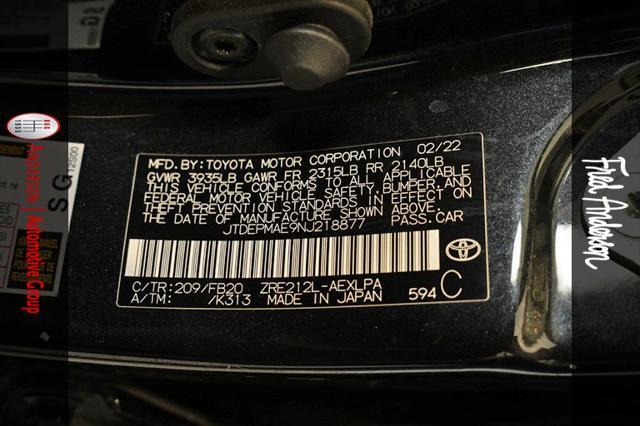 MFD. BY: TOYOTA MOTOR CORPORATION 02/22
GVWR 3935LB GAWR FR 2315LB RR 2140LB
THIS VEHICLE CONFORMS TO ALL APPLICABLE
FEDERAL MOTOR VEHICLE SAFETY, BUMPER, AND
THEFT PREVENTION STANDARDS IN EFFECT ON
THE DATE OF MANUFACTURE SHOWN ABOVE
JTDEPMAE9NJ218877 PASS.CAR
C/TR:209/FB20 ZRE212L-AEXLPA
A/TM: /K313 MADE IN JAPAN 594 C
SG
Anderson | Automotive Group
Fred Anderson